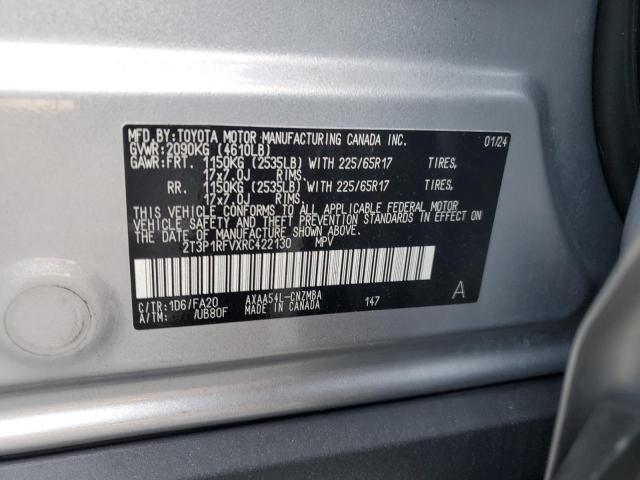 MFD.BY:TOYOTA MOTOR MANUFACTURING CANADA INC. 01/24
GVWR:2090KG (4610LB)
GAWR:FRT. 1150KG (2535LB) WITH 225/65R17 TIRES,
17x7.0J RIMS.
RR. 1150KG (2535LB) WITH 225/65R17 TIRES,
17x7.0J RIMS.
THIS VEHICLE CONFORMS TO ALL APPLICABLE FEDERAL MOTOR
VEHICLE SAFETY AND THEFT PREVENTION STANDARDS IN EFFECT ON
THE DATE OF MANUFACTURE SHOWN ABOVE.
2T3P1RFVXRC422130 MPV
C/TR:1D6/FA20 AXAA54L-CNZMBA 147 A
A/TM: /UB80F MADE IN CANADA